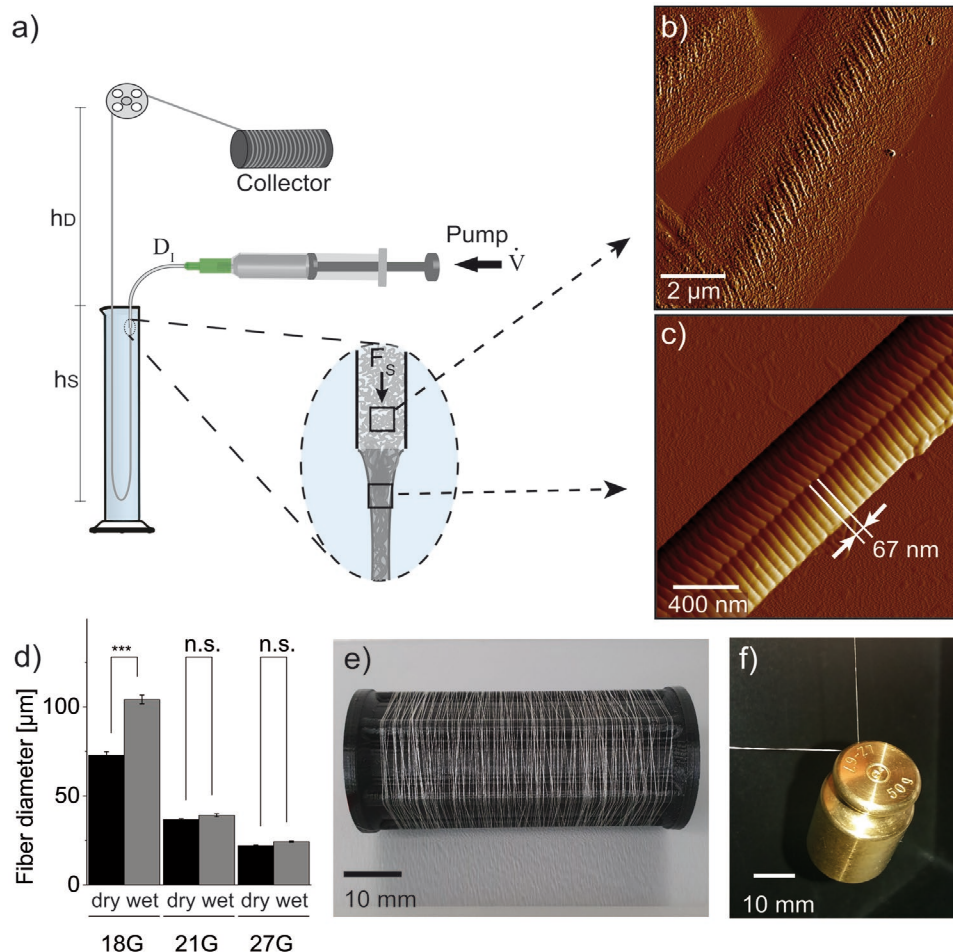 a)
hD
hS
D₁
Collector
Pump
V̇
F_S
b)
2 µm
c)
67 nm
400 nm
d)
Fiber diameter [µm]
100
50
0
***
n.s.
n.s.
dry wet dry wet dry wet
18G 21G 27G
e)
10 mm
f)
50g
10 mm